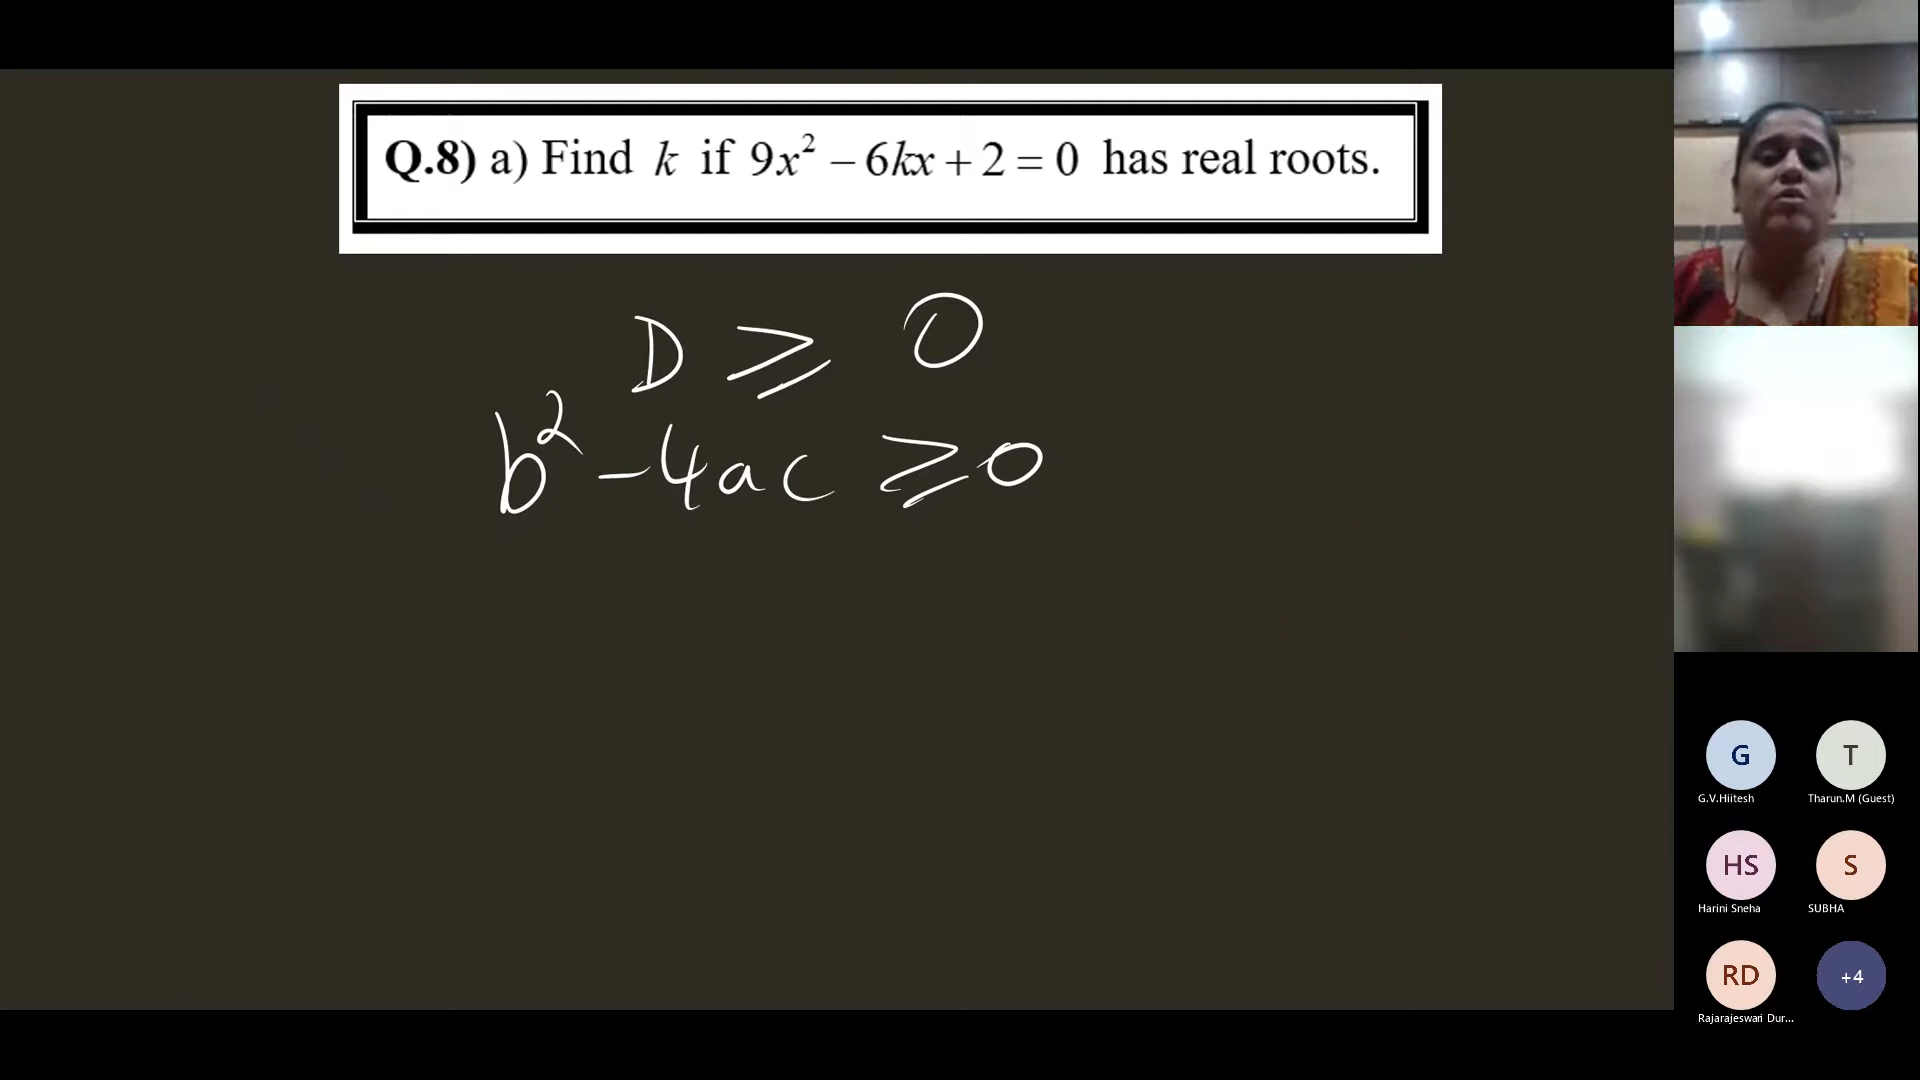 Q.8) a) Find k if 9x² – 6kx + 2 = 0 has real roots.
D ≥ 0
b² – 4ac ≥ 0
G
T
G.V.Hiitesh
Tharun.M (Guest)
HS
S
Harini Sneha
SUBHA
RD
+4
Rajarajeswari Dur...